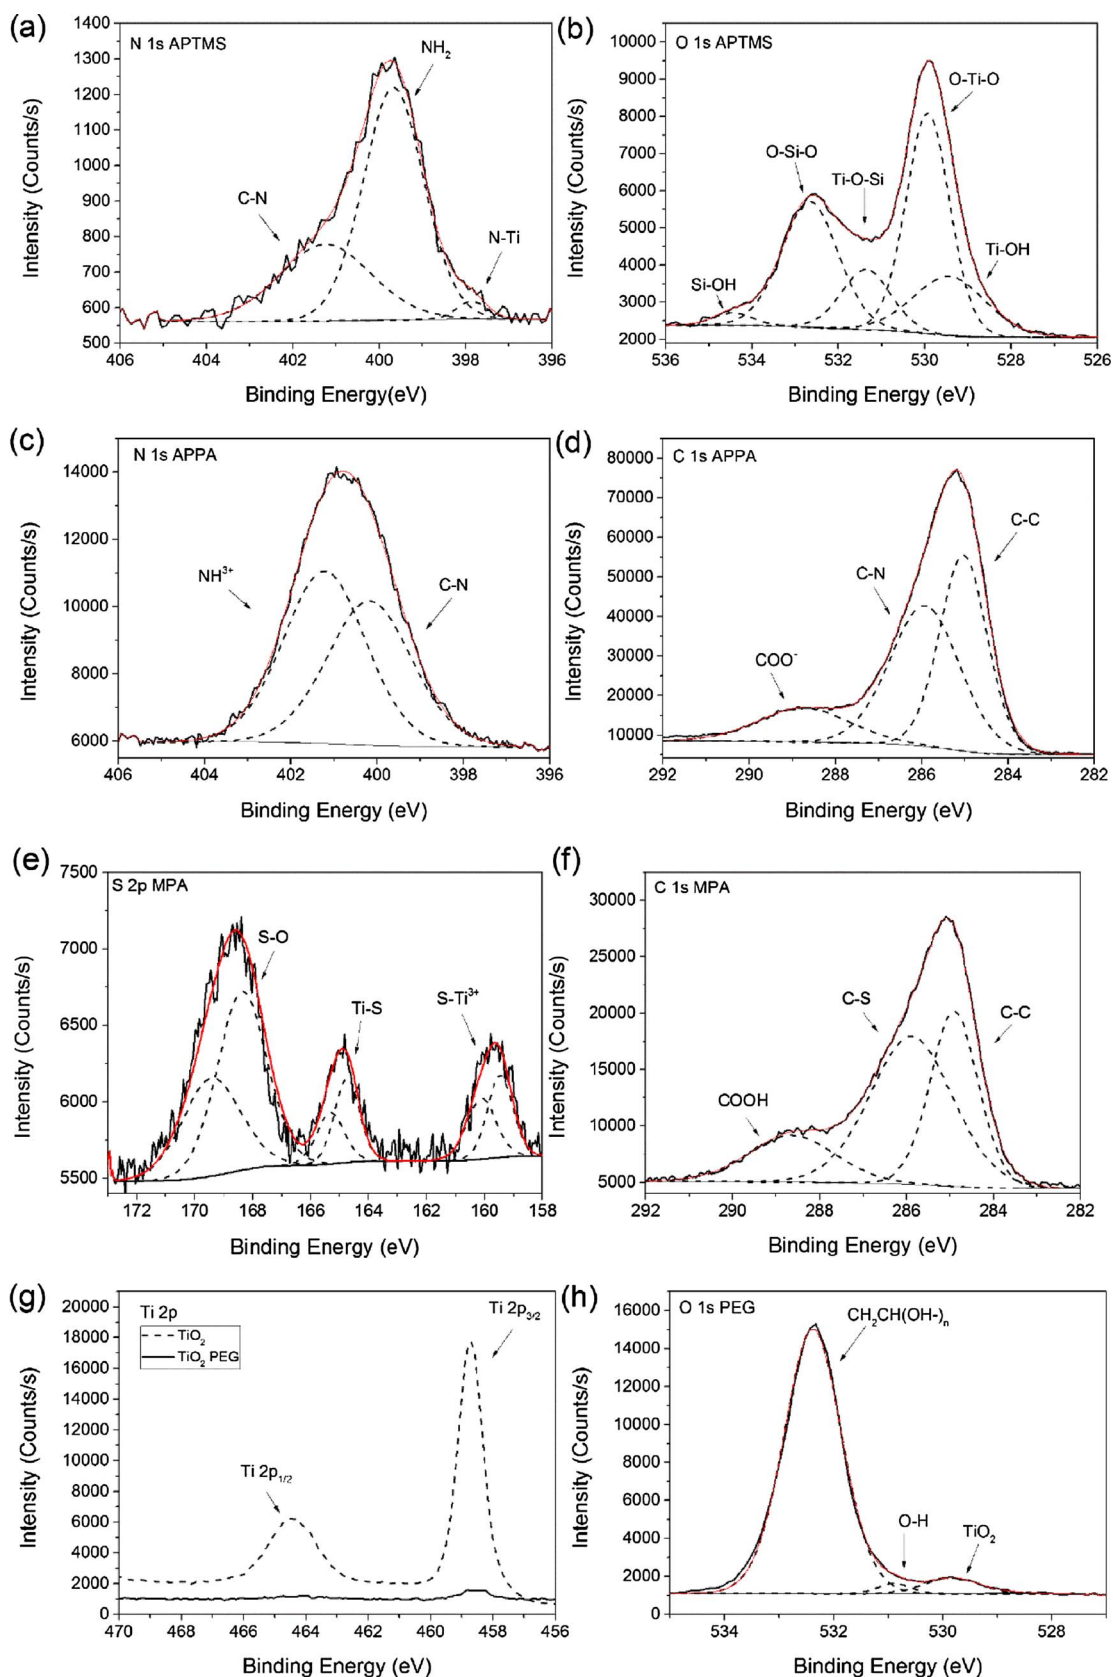 (a)
N 1s APTMS
NH2
C-N
N-Ti
1400
1300
1200
1100
1000
900
800
700
600
500
406
404
402
400
398
396
Intensity (Counts/s)
Binding Energy(eV)
(b)
O 1s APTMS
O-Ti-O
O-Si-O
Ti-O-Si
Ti-OH
Si-OH
10000
9000
8000
7000
6000
5000
4000
3000
2000
536
534
532
530
528
526
Intensity (Counts/s)
Binding Energy (eV)
(c)
N 1s APPA
NH3+
C-N
14000
12000
10000
8000
6000
406
404
402
400
398
396
Intensity (Counts/s)
Binding Energy (eV)
(d)
C 1s APPA
C-C
C-N
COO-
80000
70000
60000
50000
40000
30000
20000
10000
292
290
288
286
284
282
Intensity (Counts/s)
Binding Energy (eV)
(e)
S 2p MPA
S-O
Ti-S
S-Ti3+
7500
7000
6500
6000
5500
172
170
168
166
164
162
160
158
Intensity (Counts/s)
Binding Energy (eV)
(f)
C 1s MPA
C-S
C-C
COOH
30000
25000
20000
15000
10000
5000
292
290
288
286
284
282
Intensity (Counts/s)
Binding Energy (eV)
(g)
Ti 2p
TiO2
TiO2 PEG
Ti 2p3/2
Ti 2p1/2
20000
18000
16000
14000
12000
10000
8000
6000
4000
2000
0
470
468
466
464
462
460
458
456
Intensity (Counts/s)
Binding Energy (eV)
(h)
O 1s PEG
CH2CH(OH-)n
O-H
TiO2
16000
14000
12000
10000
8000
6000
4000
2000
0
534
532
530
528
Intensity (Counts/s)
Binding Energy (eV)